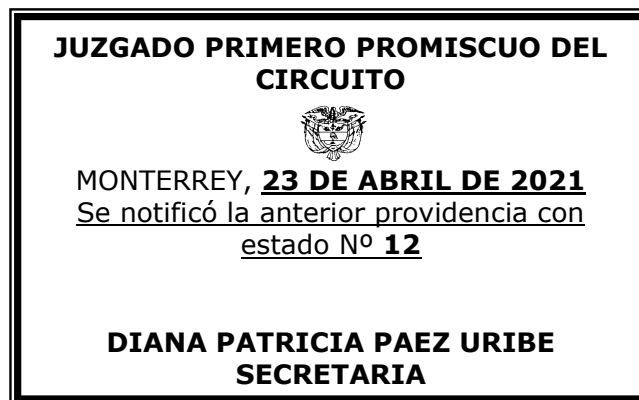 JUZGADO PRIMERO PROMISCUO DEL
CIRCUITO
MONTERREY, 23 DE ABRIL DE 2021
Se notificó la anterior providencia con
estado Nº 12
DIANA PATRICIA PAEZ URIBE
SECRETARIA